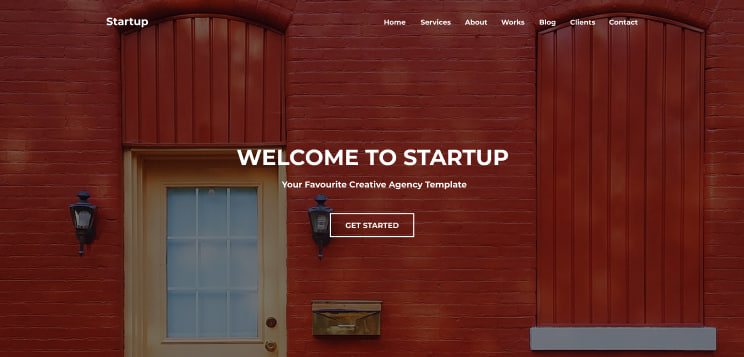 Startup
Home Services About Works Blog Clients Contact
WELCOME TO STARTUP
Your Favourite Creative Agency Template
GET STARTED